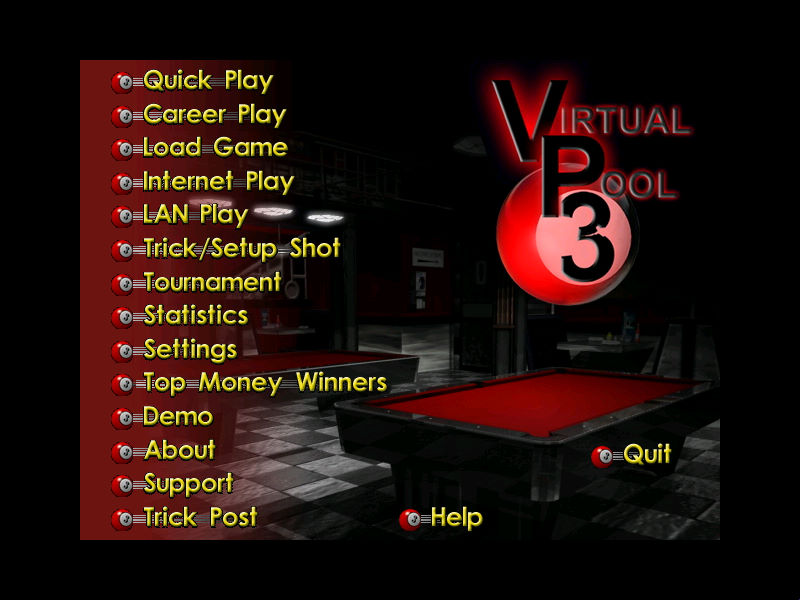 Quick Play
Career Play
Load Game
Internet Play
LAN Play
Trick/Setup Shot
Tournament
Statistics
Settings
Top Money Winners
Demo
About
Support
Trick Post
VIRTUAL
POOL
3
Quit
Help